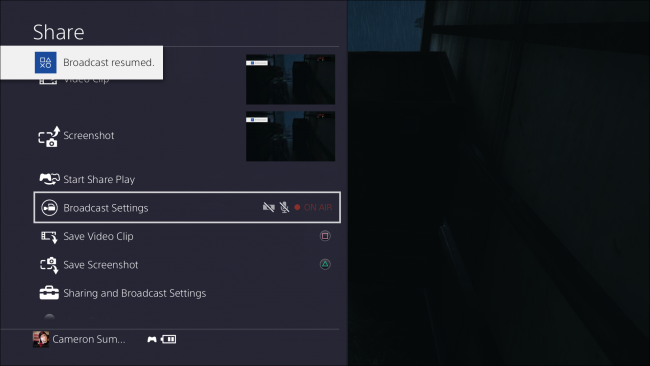 Share
Broadcast resumed.
Video Clip
Screenshot
Start Share Play
Broadcast Settings ON AIR
Save Video Clip
Save Screenshot
Sharing and Broadcast Settings
Cameron Sum...